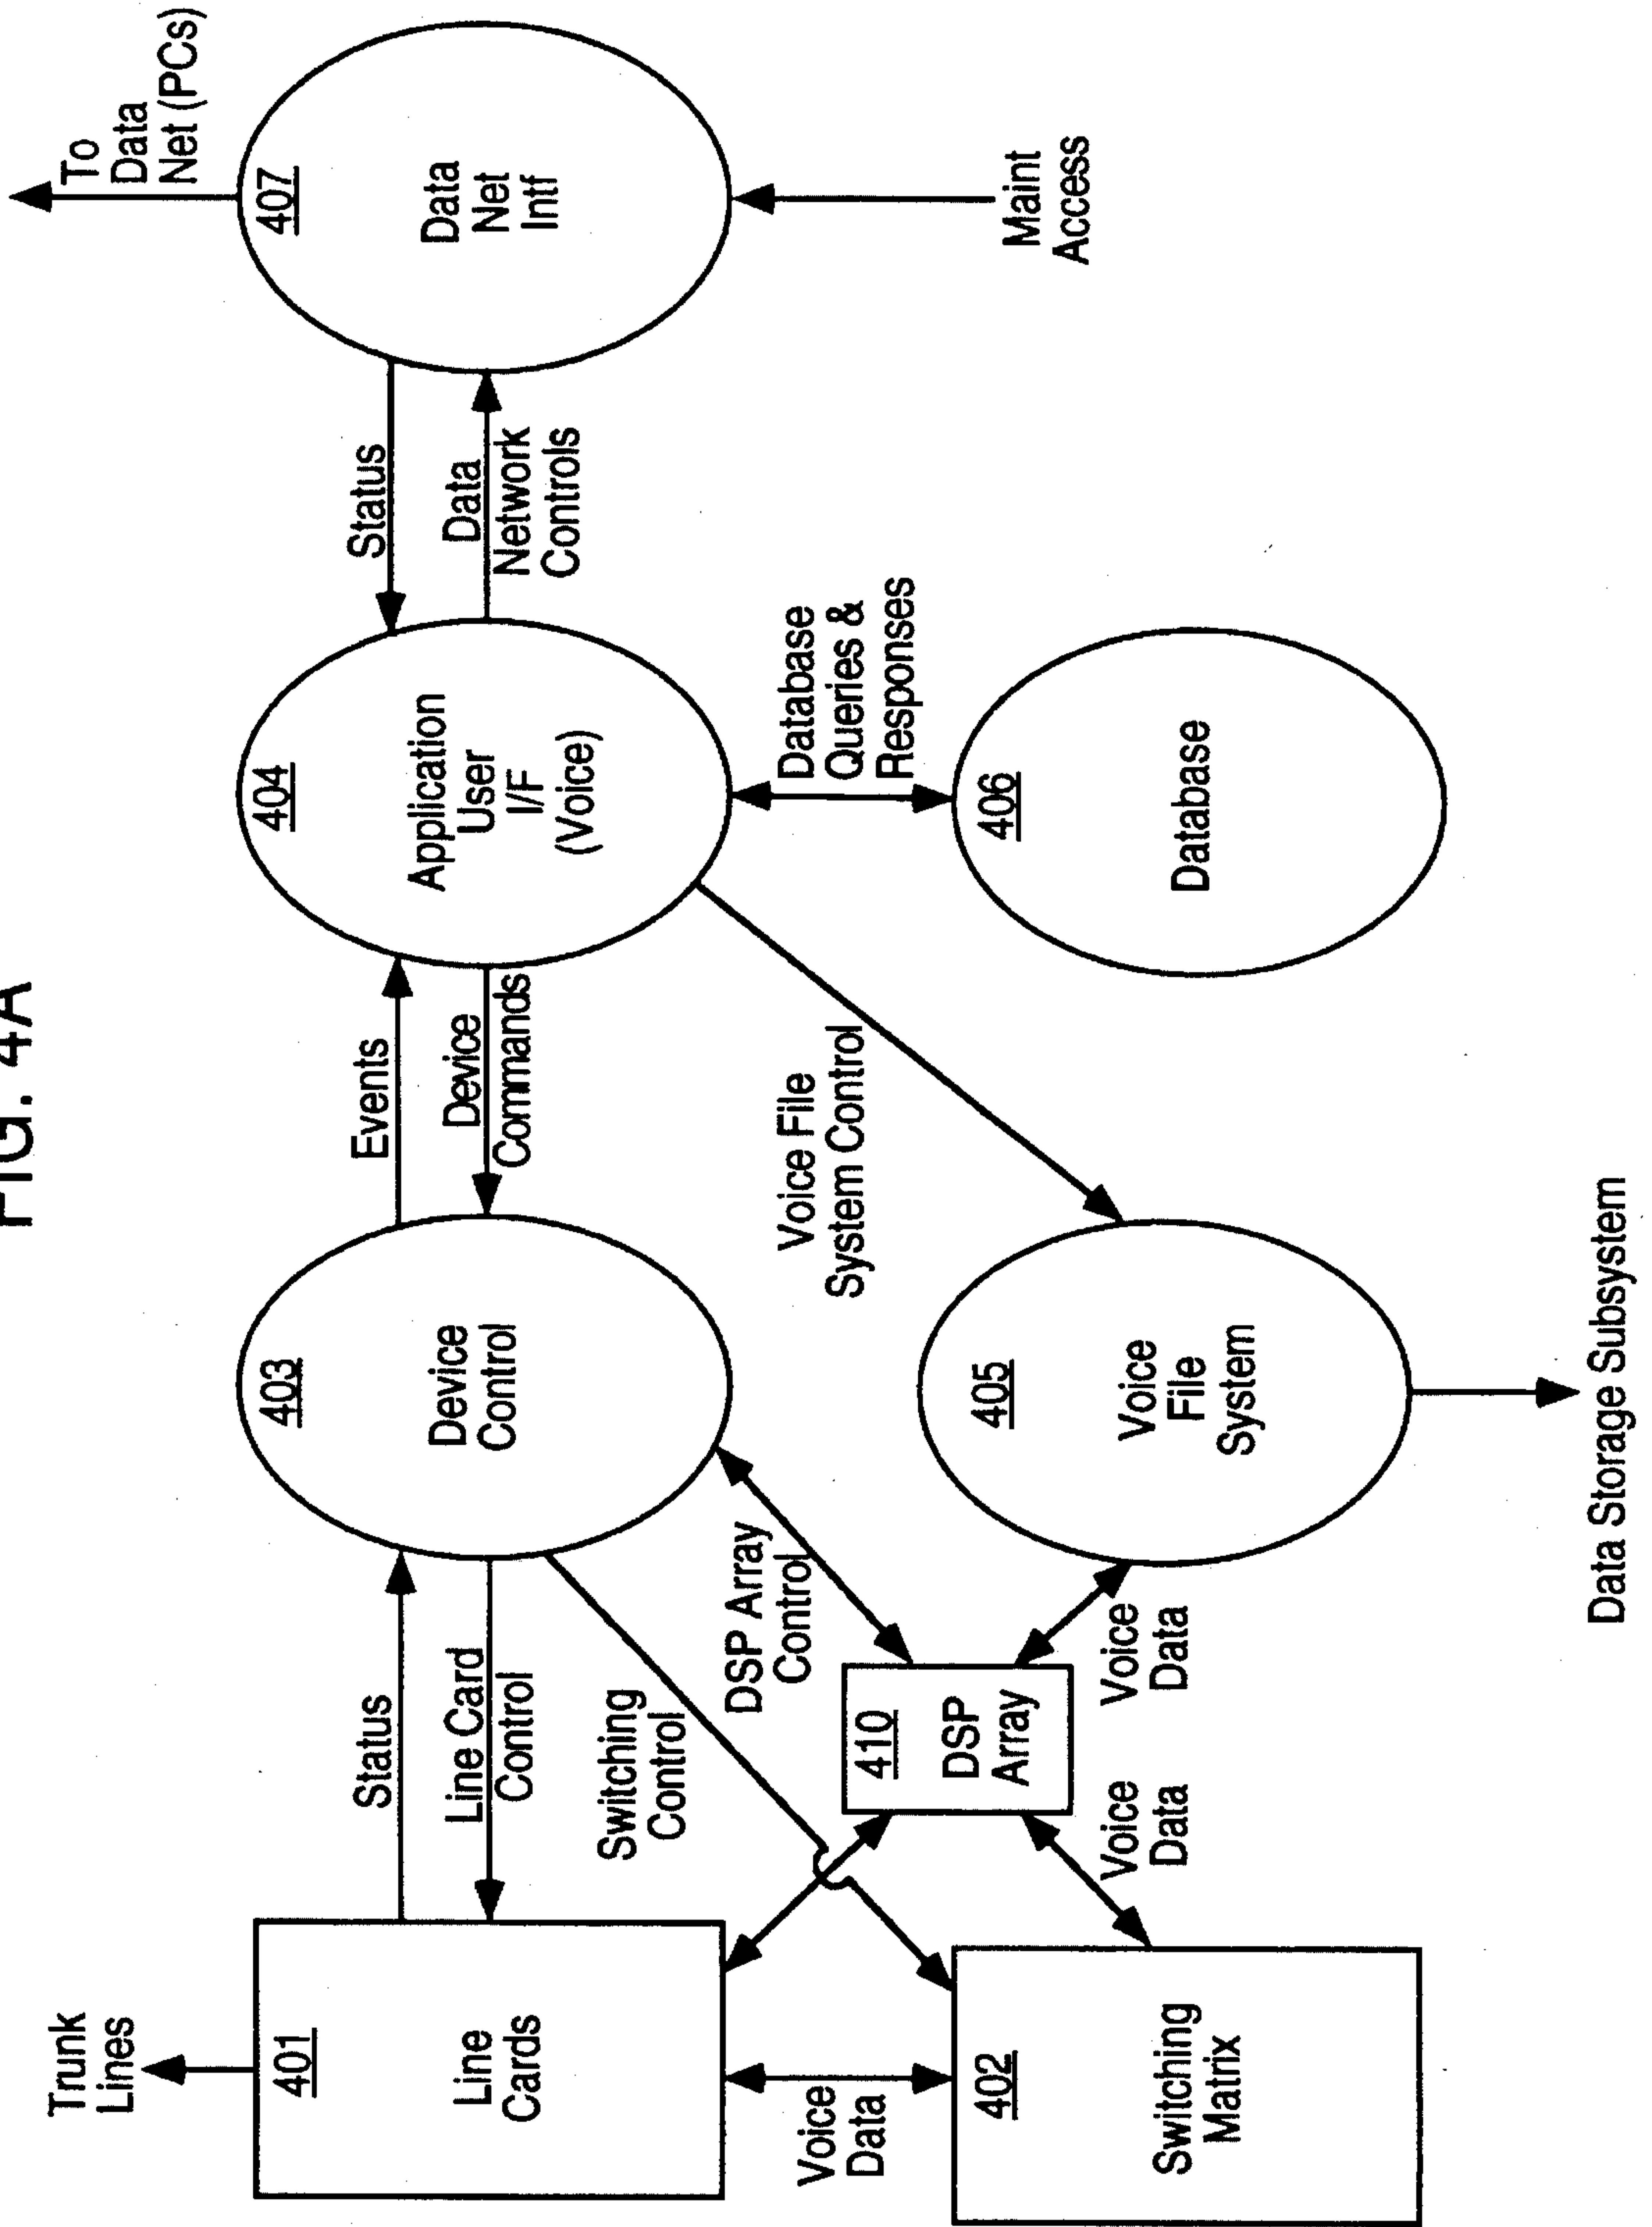 FIG. 4A
Trunk
Lines
401
Line
Cards
Status
Line Card
Control
Switching
Control
403
Device
Control
Events
Device
Commands
404
Application
User
I/F
(Voice)
Status
Data
Network
Controls
407
Data
Net
Intf
To
Data
Net (PCs)
Maint
Access
Voice
Data
402
Switching
Matrix
DSP Array
Control
410
DSP
Array
Voice
Data
Voice
Data
405
Voice
File
System
Voice File
System Control
Database
Queries &
Responses
406
Database
Data Storage Subsystem